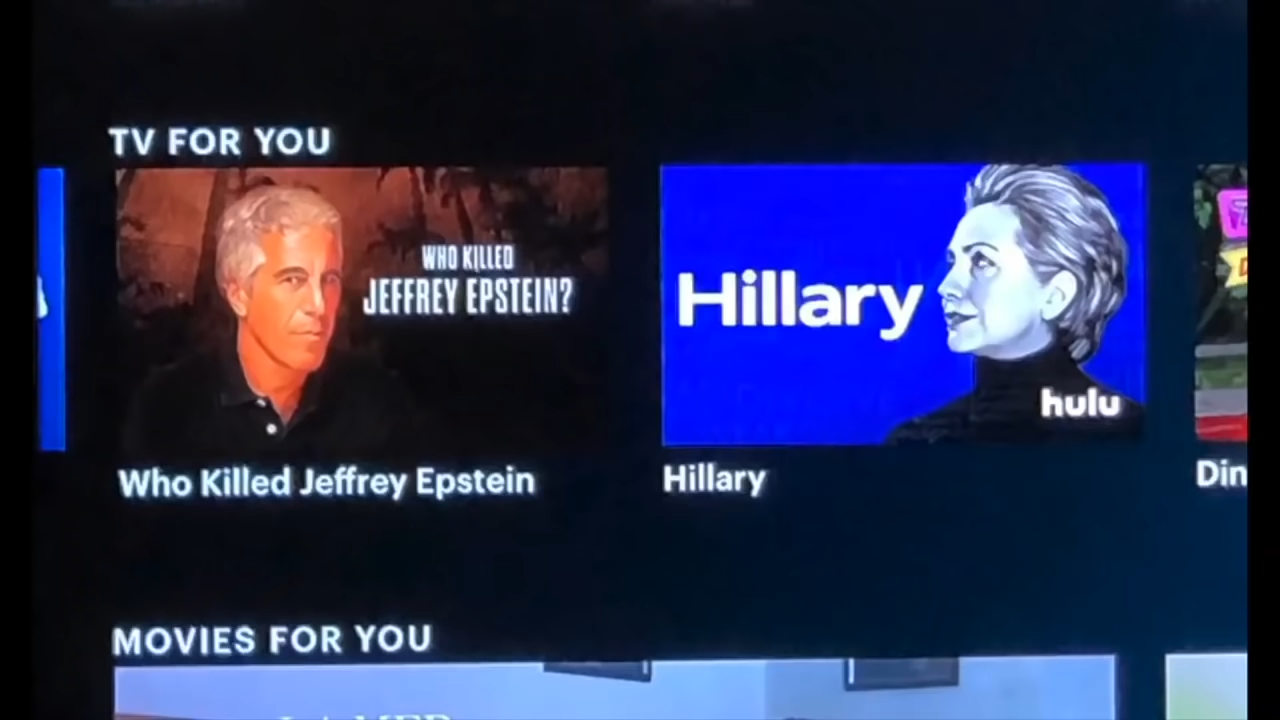 TV FOR YOU
WHO KILLED
JEFFREY EPSTEIN?
Hillary
hulu
Who Killed Jeffrey Epstein
Hillary
Din
MOVIES FOR YOU